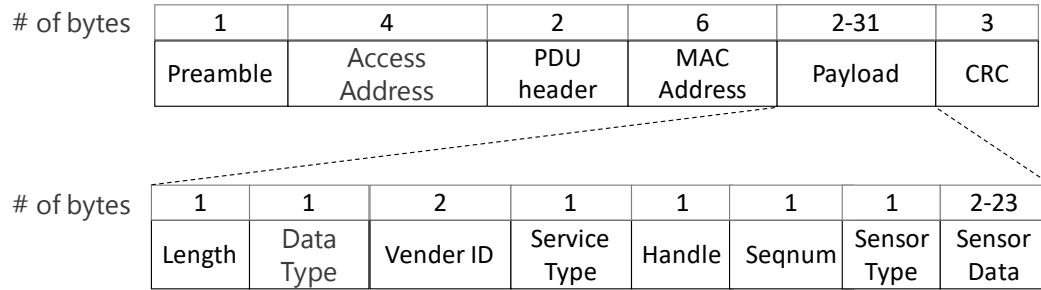 # of bytes 1 4 2 6 2-31 3
Preamble Access Address PDU header MAC Address Payload CRC
# of bytes 1 1 2 1 1 1 1 2-23
Length Data Type Vender ID Service Type Handle Seqnum Sensor Type Sensor Data